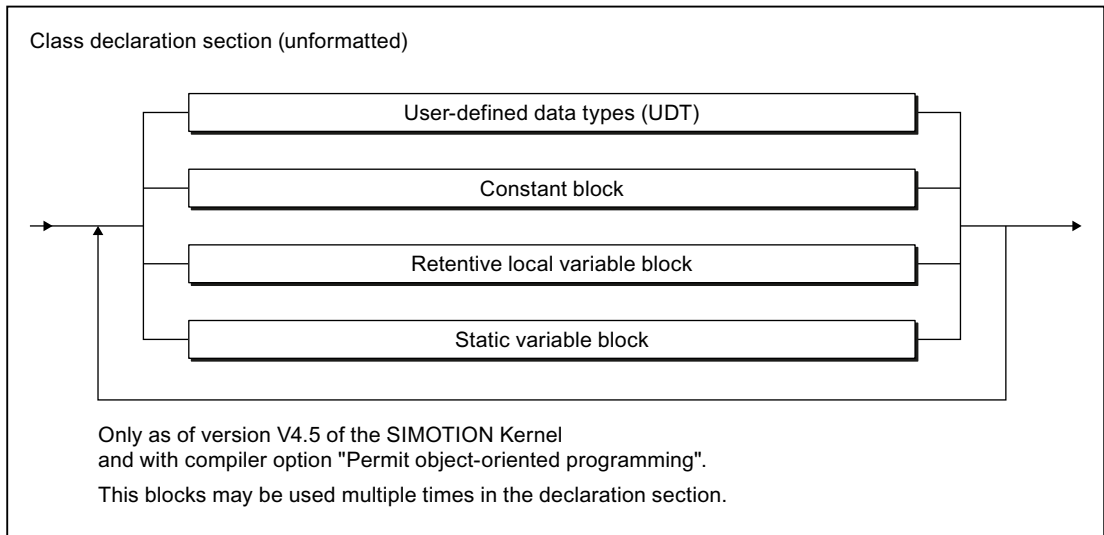 Class declaration section (unformatted)
User-defined data types (UDT)
Constant block
Retentive local variable block
Static variable block
Only as of version V4.5 of the SIMOTION Kernel
and with compiler option "Permit object-oriented programming".
This blocks may be used multiple times in the declaration section.